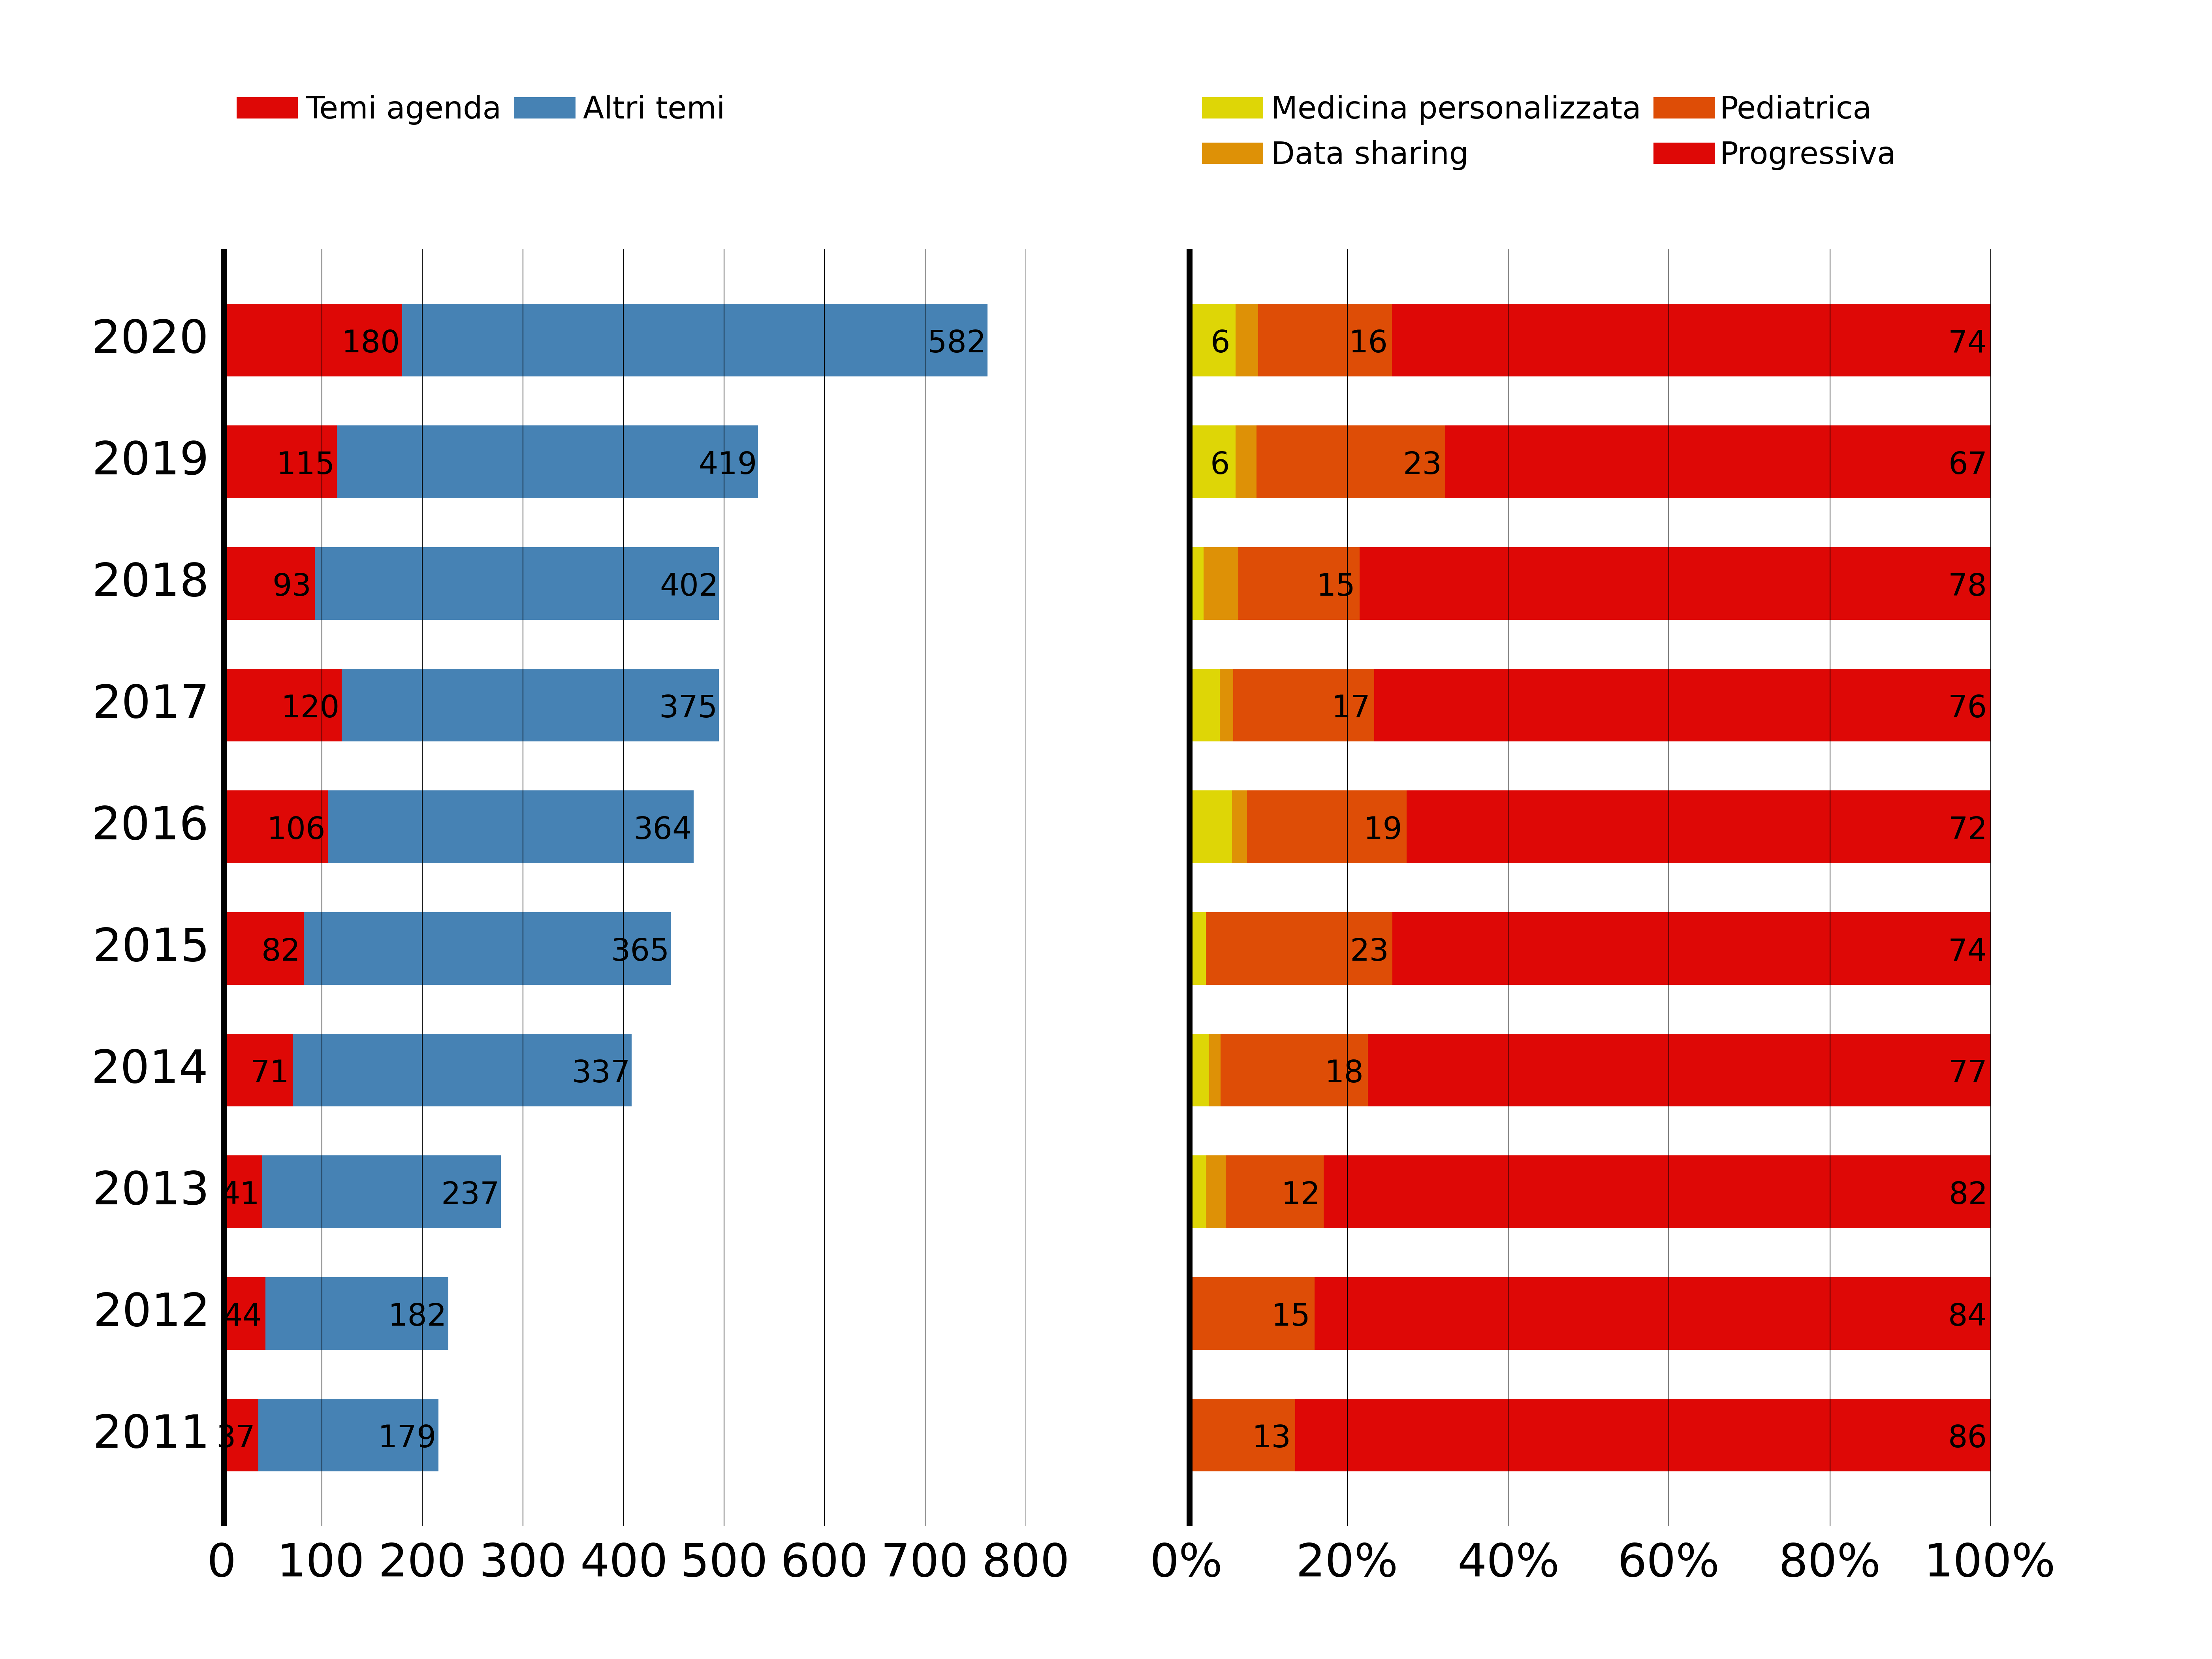 Temi agenda Altri temi
Medicina personalizzata Pediatrica
Data sharing Progressiva
2020 180 582 6 16 74
2019 115 419 6 23 67
2018 93 402 15 78
2017 120 375 17 76
2016 106 364 19 72
2015 82 365 23 74
2014 71 337 18 77
2013 41 237 12 82
2012 44 182 15 84
2011 37 179 13 86
0 100 200 300 400 500 600 700 800
0% 20% 40% 60% 80% 100%